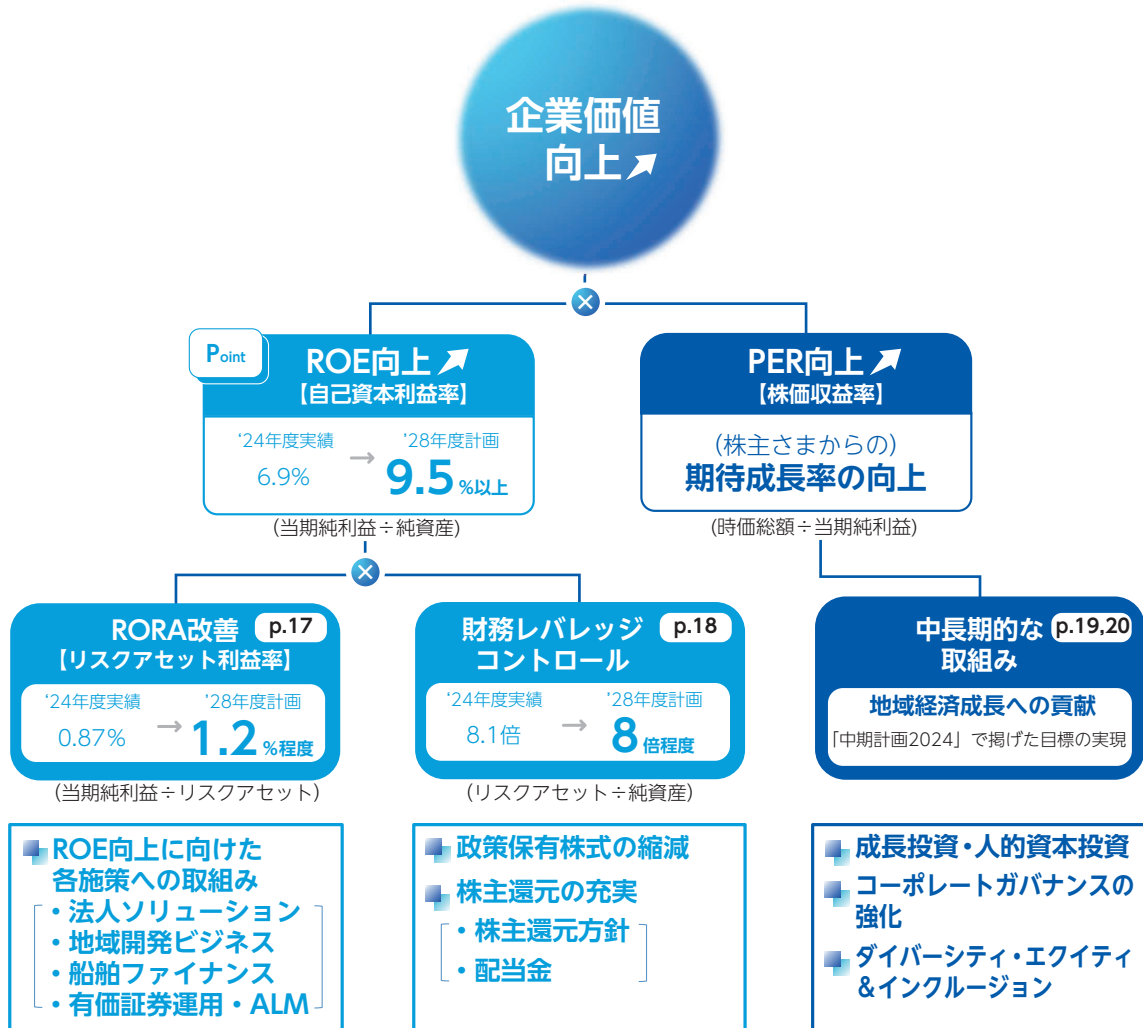 企業価値
向上
Point
ROE向上
【自己資本利益率】
‘24年度実績
6.9%
→
’28年度計画
9.5%以上
(当期純利益÷純資産)
PER向上
【株価収益率】
(株主さまからの)
期待成長率の向上
(時価総額÷当期純利益)
RORA改善 p.17
【リスクアセット利益率】
‘24年度実績
0.87%
→
’28年度計画
1.2%程度
(当期純利益÷リスクアセット)
財務レバレッジ p.18
コントロール
‘24年度実績
8.1倍
→
’28年度計画
8倍程度
(リスクアセット÷純資産)
中長期的な p.19,20
取組み
地域経済成長への貢献
「中期計画2024」で掲げた目標の実現
ROE向上に向けた
各施策への取組み
・法人ソリューション
・地域開発ビジネス
・船舶ファイナンス
・有価証券運用・ALM
政策保有株式の縮減
株主還元の充実
・株主還元方針
・配当金
成長投資・人的資本投資
コーポレートガバナンスの
強化
ダイバーシティ・エクイティ
＆インクルージョン